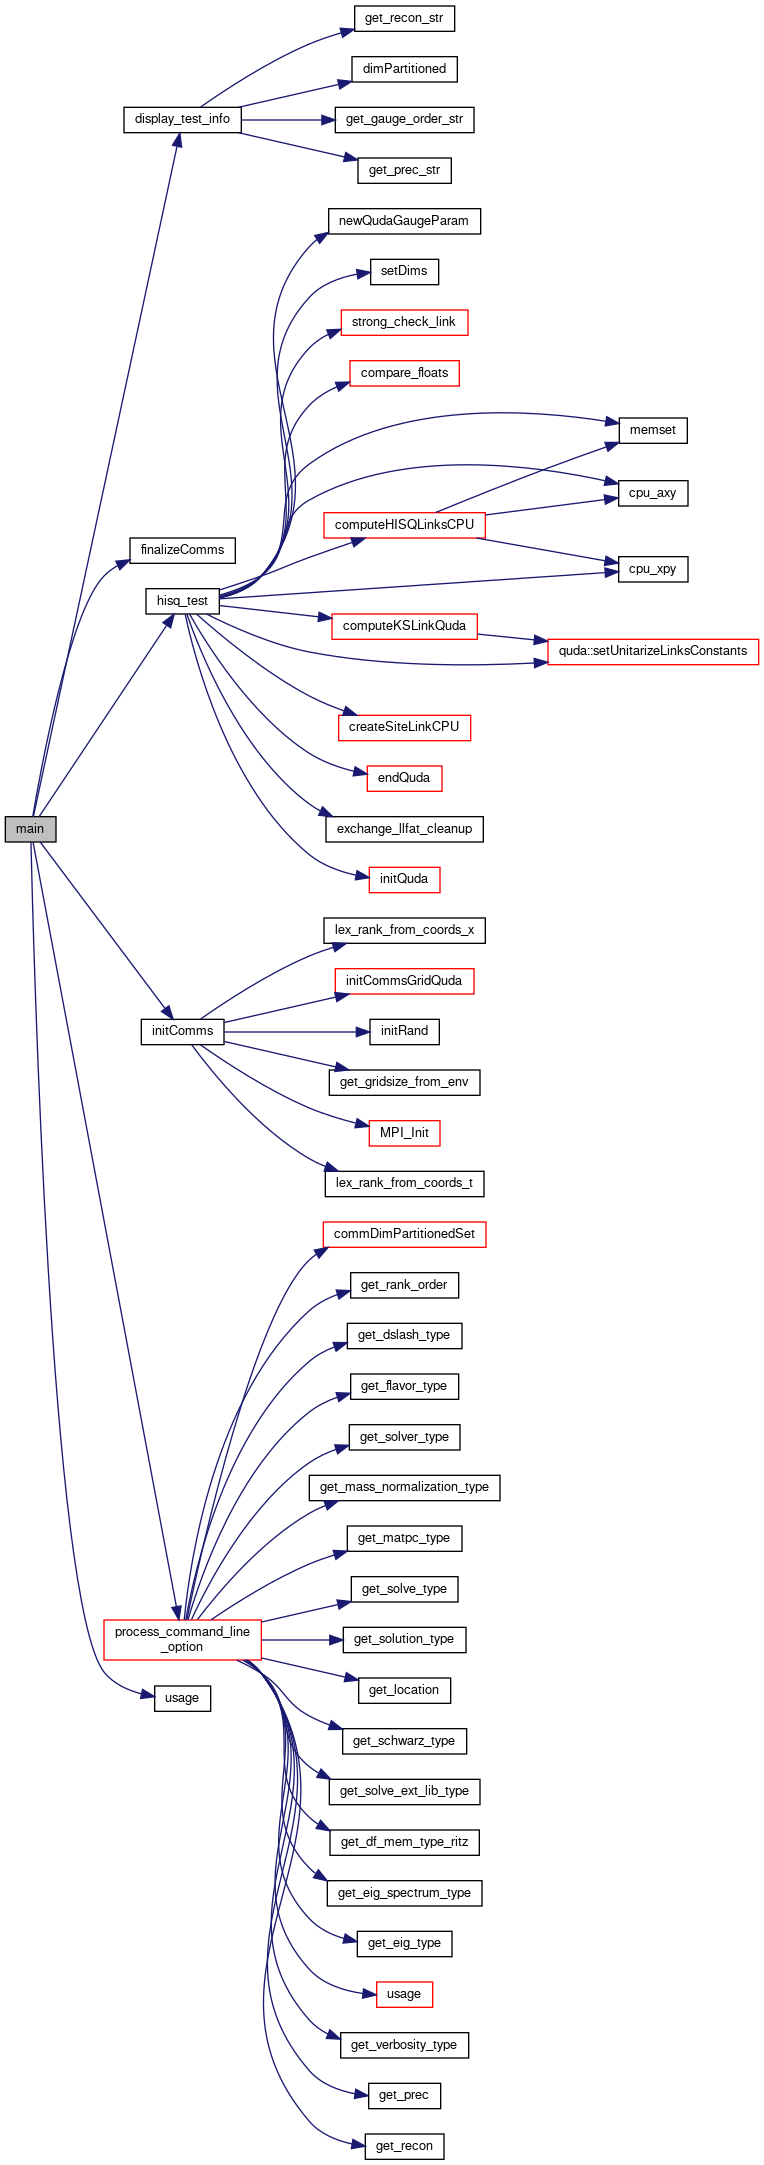 get_recon_str
dimPartitioned
display_test_info
get_gauge_order_str
get_prec_str
newQudaGaugeParam
setDims
strong_check_link
compare_floats
memset
cpu_axy
computeHISQLinksCPU
finalizeComms
cpu_xpy
hisq_test
computeKSLinkQuda
quda::setUnitarizeLinksConstants
createSiteLinkCPU
endQuda
main
exchange_llfat_cleanup
initQuda
lex_rank_from_coords_x
initCommsGridQuda
initComms
initRand
get_gridsize_from_env
MPI_Init
lex_rank_from_coords_t
commDimPartitionedSet
get_rank_order
get_dslash_type
get_flavor_type
get_solver_type
get_mass_normalization_type
get_matpc_type
get_solve_type
process_command_line
_option
get_solution_type
get_location
usage
get_schwarz_type
get_solve_ext_lib_type
get_df_mem_type_ritz
get_eig_spectrum_type
get_eig_type
usage
get_verbosity_type
get_prec
get_recon